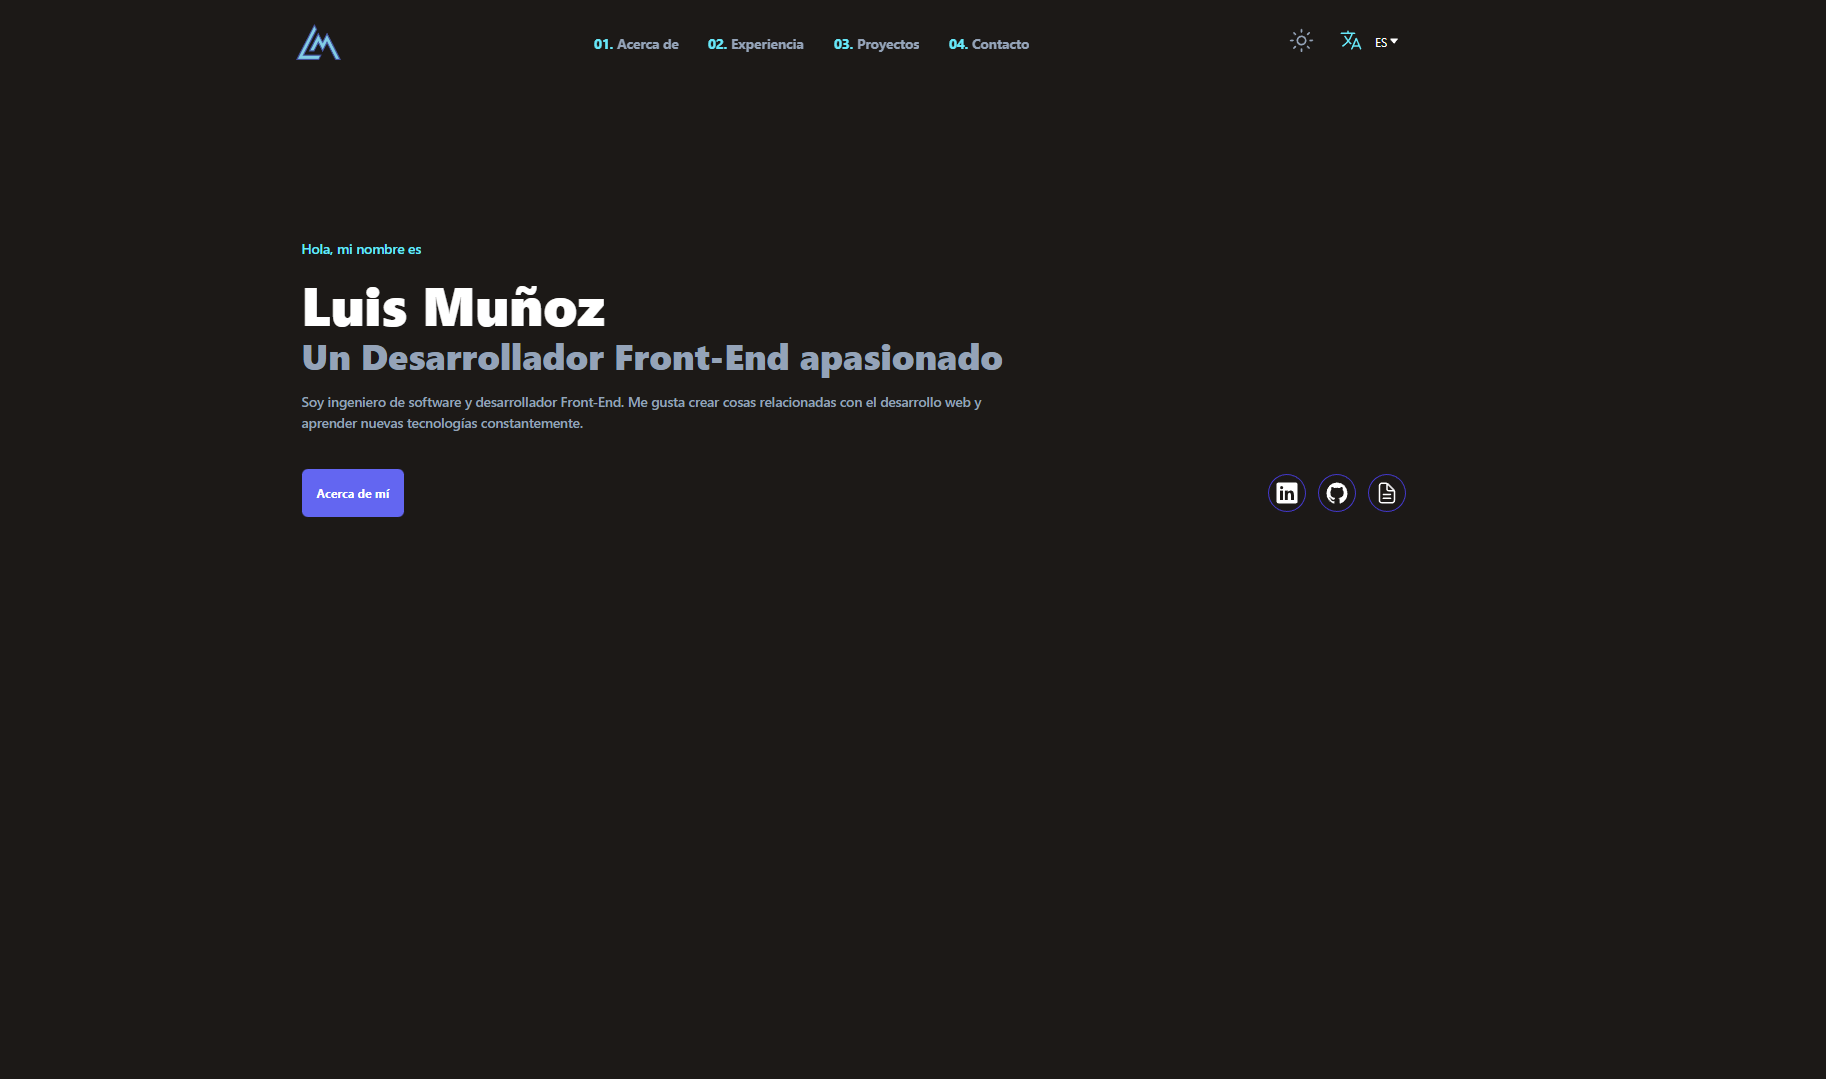 LM
01. Acerca de 02. Experiencia 03. Proyectos 04. Contacto ES
Hola, mi nombre es
Luis Muñoz
Un Desarrollador Front-End apasionado
Soy ingeniero de software y desarrollador Front-End. Me gusta crear cosas relacionadas con el desarrollo web y
aprender nuevas tecnologías constantemente.
Acerca de mí